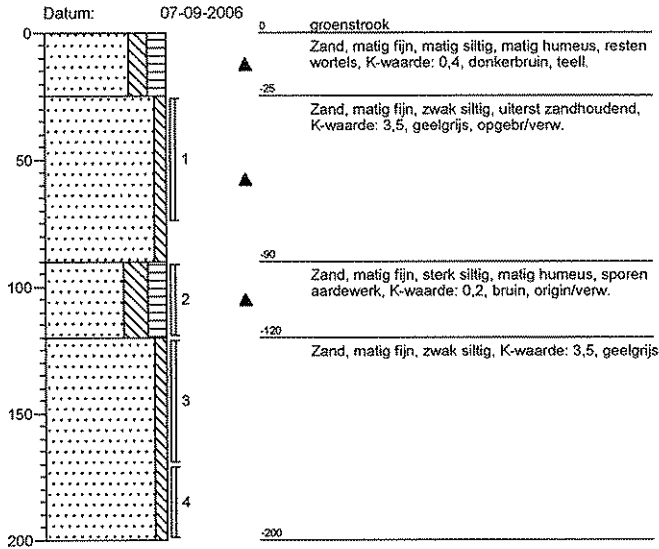 Datum: 07-09-2006
0
0 groenstrook
Zand, matig fijn, matig siltig, matig humeus, resten
wortels, K-waarde: 0,4, donkerbruin, teell.
-25
Zand, matig fijn, zwak siltig, uiterst zandhoudend,
K-waarde: 3,5, geelgrijs, opgebr/verw.
1
50
-90
Zand, matig fijn, sterk siltig, matig humeus, sporen
aardewerk, K-waarde: 0,2, bruin, origin/verw.
100
2
-120
Zand, matig fijn, zwak siltig, K-waarde: 3,5, geelgrijs
3
150
4
200
-200